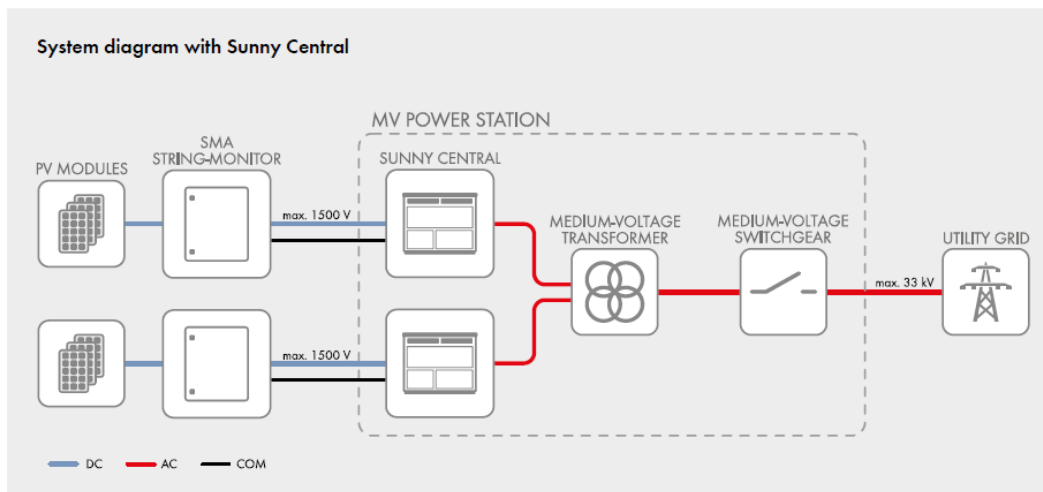 System diagram with Sunny Central
MV POWER STATION
SMA
STRING-MONITOR
SUNNY CENTRAL
PV MODULES
max. 1500 V
MEDIUM-VOLTAGE
TRANSFORMER
MEDIUM-VOLTAGE
SWITCHGEAR
UTILITY GRID
max. 33 kV
max. 1500 V
DC
AC
COM